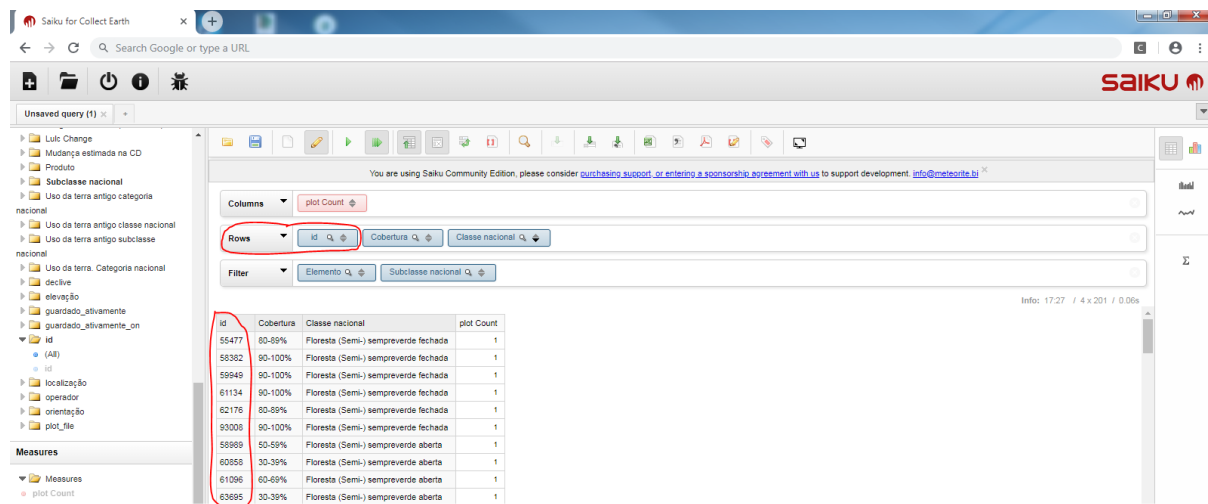 Saiku for Collect Earth
Search Google or type a URL
saiku
Unsaved query (1)
Lulc Change
Mudança estimada na CD
Produto
Subclasse nacional
Uso da terra antigo categoria
nacional
Uso da terra antigo classe nacional
Uso da terra antigo subclasse
nacional
Uso da terra. Categoria nacional
declive
elevação
guardado_ativamente
guardado_ativamente_on
id
(All)
id
localização
operador
orientação
plot_file
Measures
Measures
plot Count
You are using Saiku Community Edition, please consider purchasing support, or entering a sponsorship agreement with us to support development. info@meteorite.bi
Columns plot Count
Rows id Cobertura Classe nacional
Filter Elemento Subclasse nacional
Info: 17:27 / 4 x 201 / 0.06s
id Cobertura Classe nacional plot Count
55477 80-89% Floresta (Semi-) sempreverde fechada 1
58382 90-100% Floresta (Semi-) sempreverde fechada 1
59949 90-100% Floresta (Semi-) sempreverde fechada 1
61134 90-100% Floresta (Semi-) sempreverde fechada 1
62176 80-89% Floresta (Semi-) sempreverde fechada 1
93008 90-100% Floresta (Semi-) sempreverde fechada 1
58989 50-59% Floresta (Semi-) sempreverde aberta 1
60858 30-39% Floresta (Semi-) sempreverde aberta 1
61096 60-69% Floresta (Semi-) sempreverde aberta 1
63695 30-39% Floresta (Semi-) sempreverde aberta 1